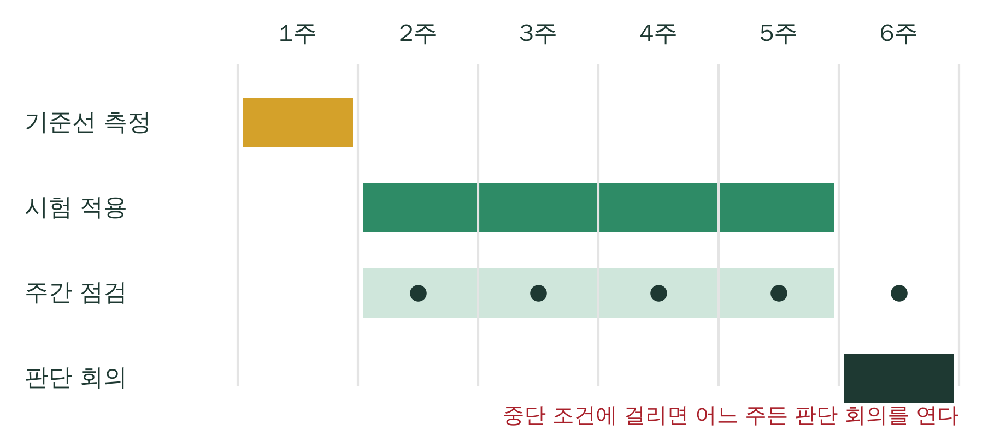 1주 2주 3주 4주 5주 6주
기준선 측정
시험 적용
주간 점검
판단 회의
중단 조건에 걸리면 어느 주든 판단 회의를 연다